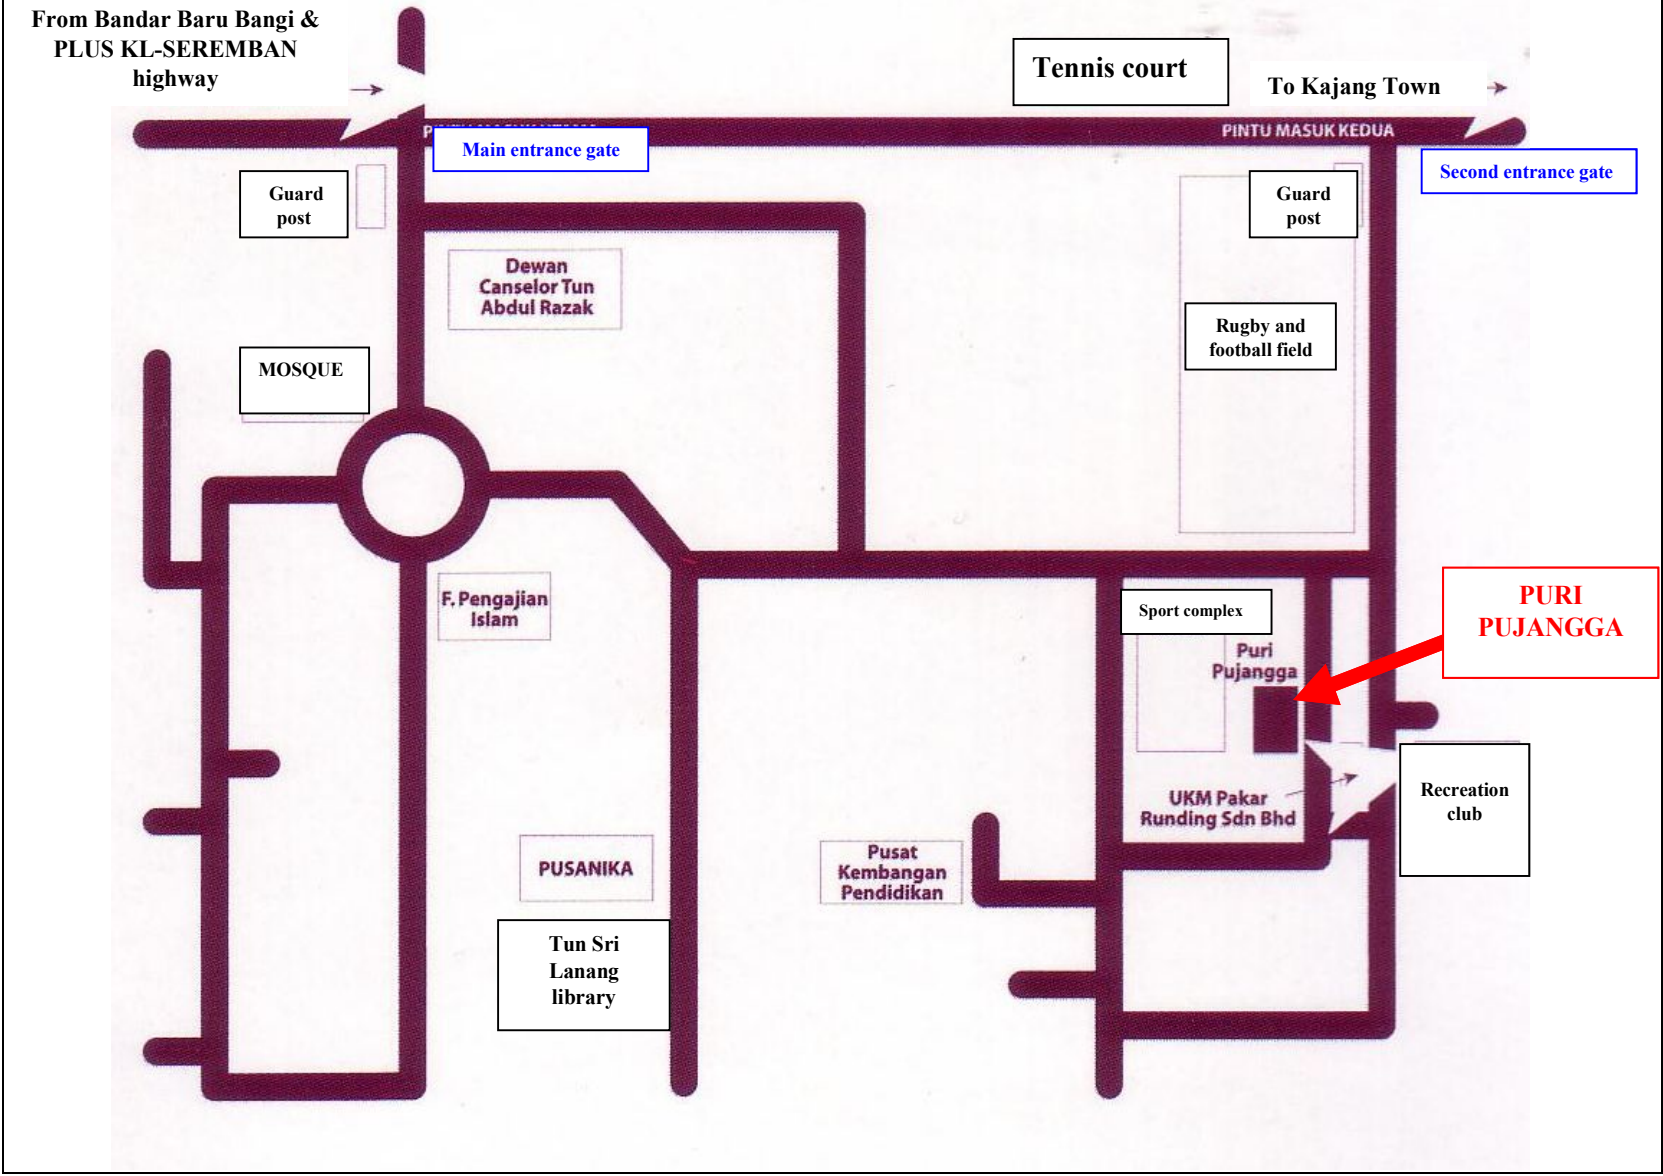 From Bandar Baru Bangi &
PLUS KL-SEREMBAN
highway
Tennis court
To Kajang Town
PINTU MASUK KEDUA
Main entrance gate
Second entrance gate
Guard
post
Guard
post
Dewan
Canselor Tun
Abdul Razak
Rugby and
football field
MOSQUE
F. Pengajian
Islam
Sport complex
PURI
PUJANGGA
Puri
Pujangga
UKM Pakar
Runding Sdn Bhd
Recreation
club
PUSANIKA
Pusat
Kembangan
Pendidikan
Tun Sri
Lanang
library